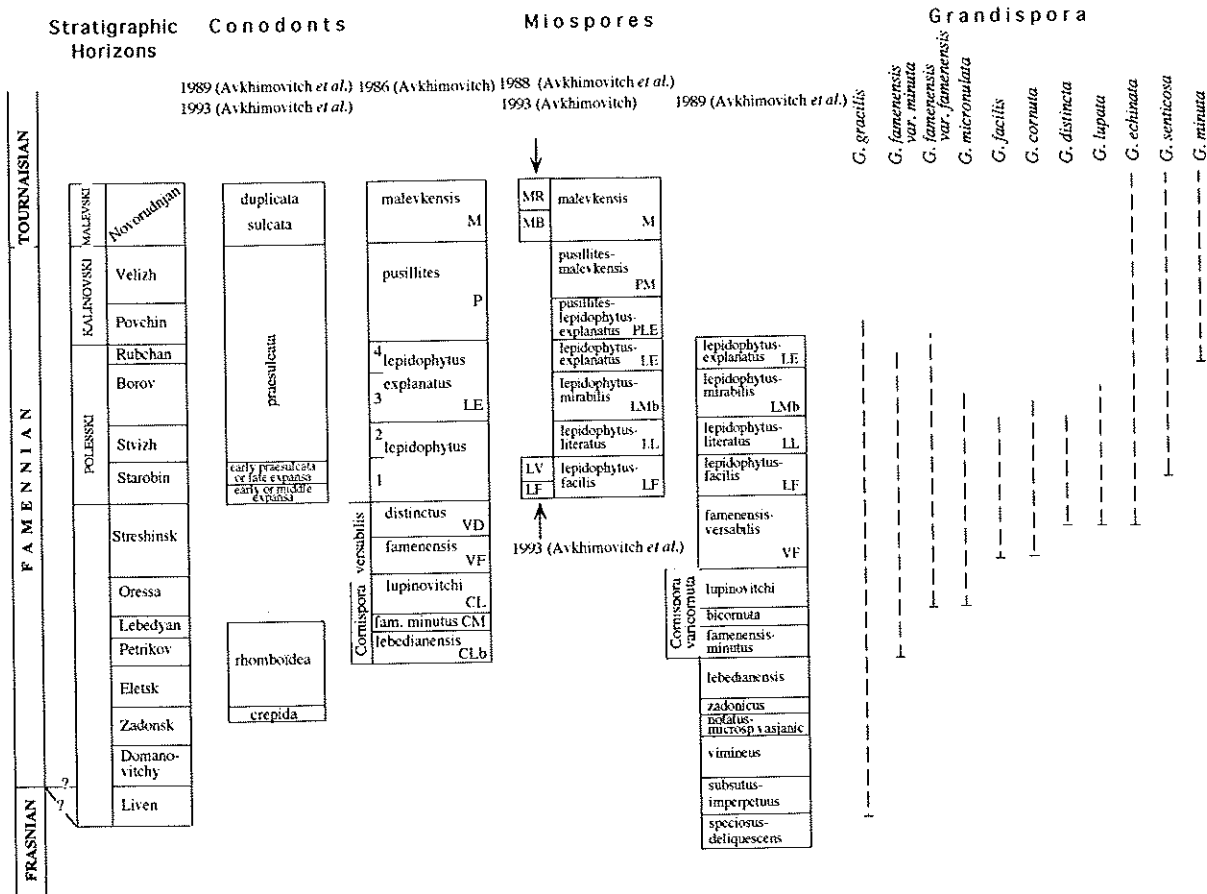 Stratigraphic
Horizons
Conodonts
Miospores
Grandispora
1989 (Avkhimovitch et al.)
1993 (Avkhimovitch et al.)
1986 (Avkhimovitch)
1988 (Avkhimovitch et al.)
1993 (Avkhimovitch)
1989 (Avkhimovitch et al.)
G. gracilis
G. famenensis
var. minuta
G. famenensis
var. famenensis
G. micronulata
G. facilis
G. cornuta
G. distincta
G. lupata
G. echinata
G. senticosa
G. minuta
TOURNAISIAN
FAMENNIAN
FRASNIAN
?
?
MALEVSKI
KALINOVSKI
POLESSKI
Novorudnjan
Velizh
Povchin
Rubchan
Borov
Stvizh
Starobin
Streshinsk
Oressa
Lebedyan
Petrikov
Eletsk
Zadonsk
Domano-
vitchy
Liven
duplicata
sulcata
praesulcata
early praesulcata
or late expansa
early or middle
expansa
rhomboïdea
crepida
malevkensis
M
pusillites
P
4
lepidophytus
explanatus
3
LE
2
lepidophytus
1
Cornispora versabilis
distinctus
VD
famenensis
VF
lupinovitchi
CL
fam. minutus CM
lebedianensis
CLb
MR
MB
malevkensis
M
pusillites-
malevkensis
PM
pusillites-
lepidophytus-
explanatus PLE
lepidophytus-
explanatus LE
lepidophytus-
mirabilis
LMb
lepidophytus-
literatus LL
LV
LF
lepidophytus-
facilis
LF
1993 (Avkhimovitch et al.)
lepidophytus-
explanatus LE
lepidophytus-
mirabilis
LMb
lepidophytus-
literatus LL
lepidophytus-
facilis
LF
famenensis-
versabilis
VF
Cornispora
varicornuta
lupinovitchi
bicornuta
famenensis-
minutus
lebedianensis
zadonicus
notatus-
microsp.vasjanic
vimineus
subsutus-
imperpetuus
speciosus-
deliquescens